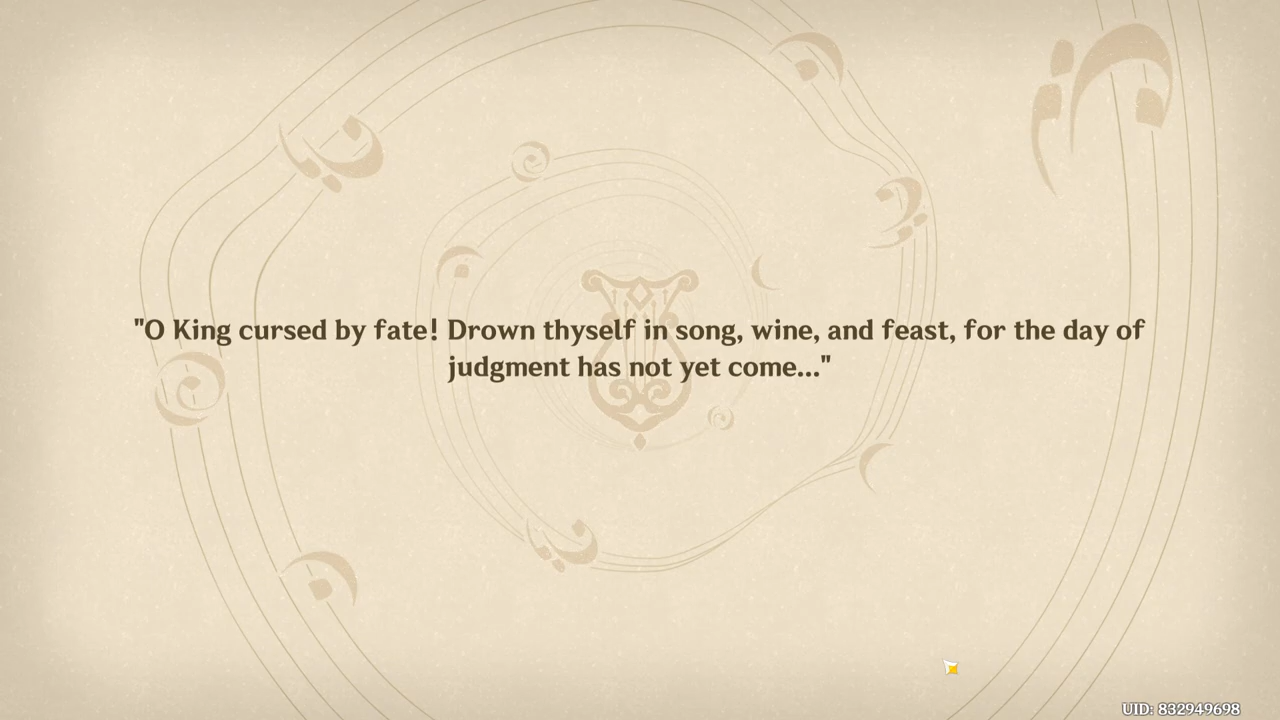 "O King cursed by fate! Drown thyself in song, wine, and feast, for the day of
judgment has not yet come..."
UID: 832949698